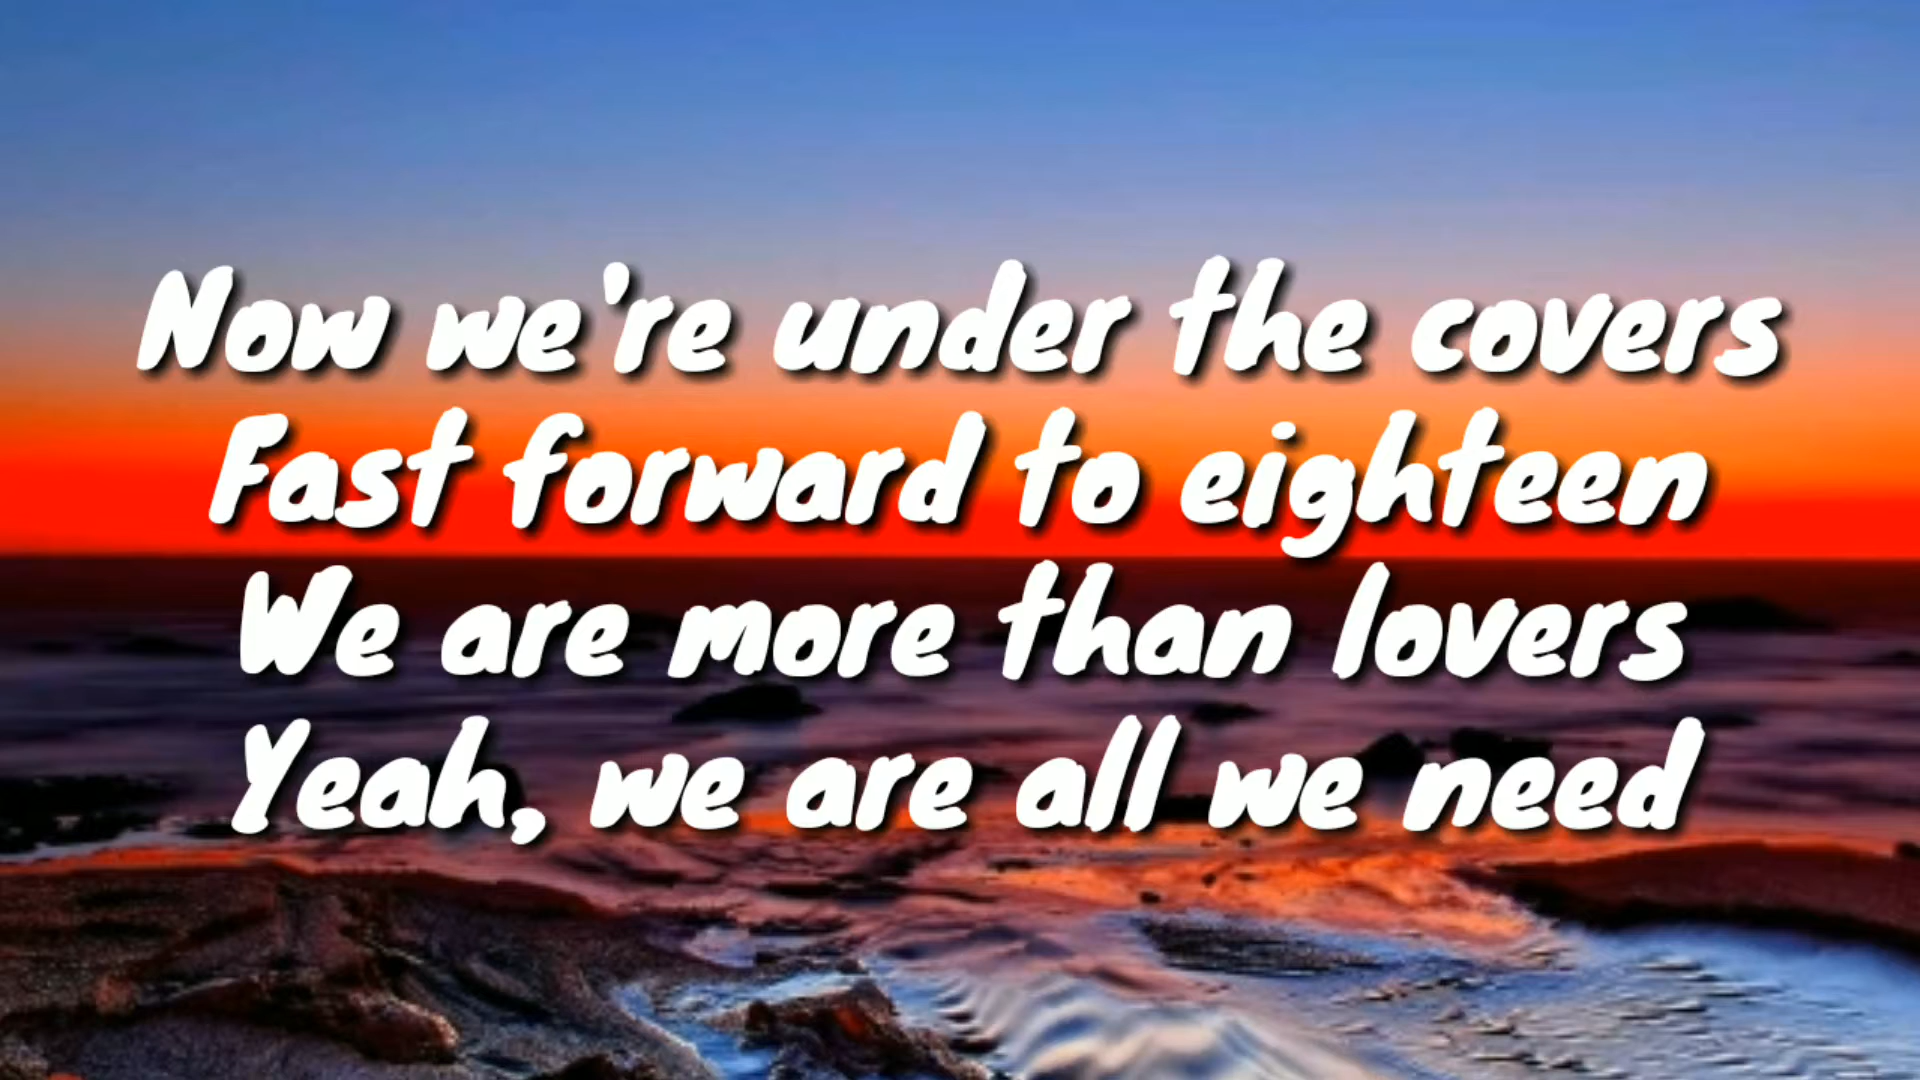 Now we're under the covers
Fast forward to eighteen
We are more than lovers
Yeah, we are all we need